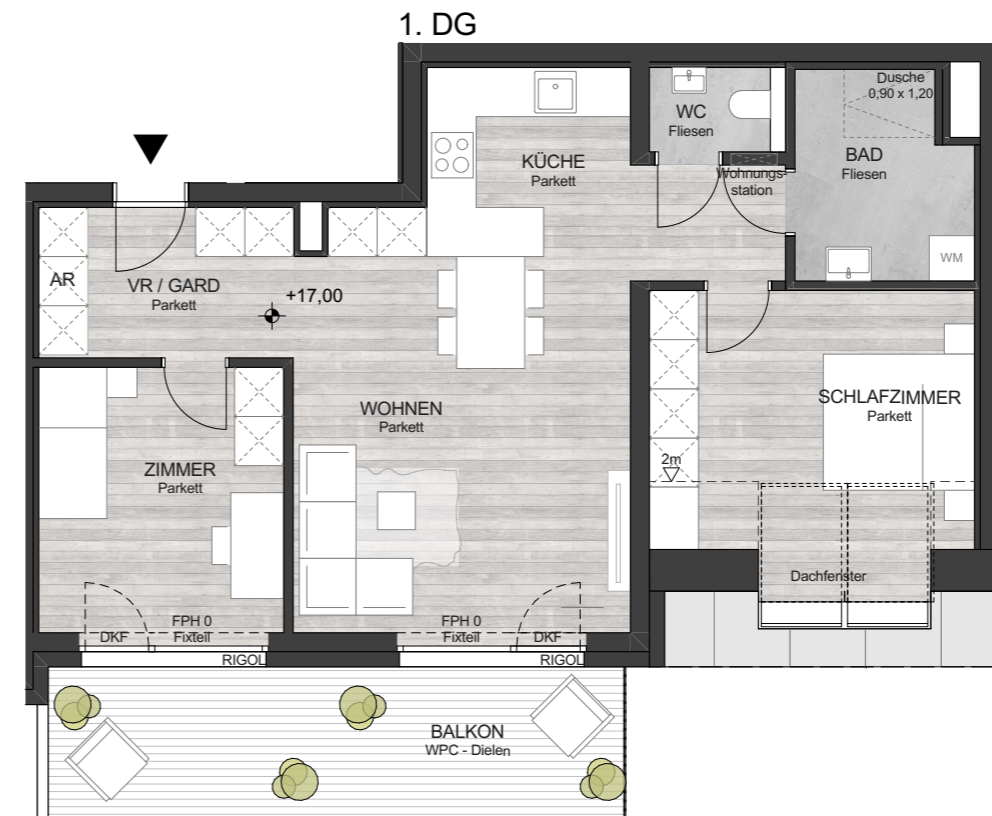 1. DG
Dusche
0,90 x 1,20
WC
Fliesen
KÜCHE
Parkett
BAD
Fliesen
Wohnungs-
station
WM
AR
VR / GARD
Parkett
+17,00
WOHNEN
Parkett
SCHLAFZIMMER
Parkett
2m
ZIMMER
Parkett
Dachfenster
FPH 0
DKF
Fixteil
RIGOL
FPH 0
Fixteil
DKF
RIGOL
BALKON
WPC - Dielen